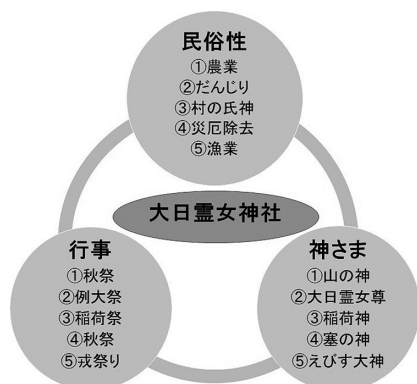 民俗性
①農業
②だんじり
③村の氏神
④災厄除去
⑤漁業
大日霊女神社
行事
①秋祭
②例大祭
③稲荷祭
④秋祭
⑤戎祭り
神さま
①山の神
②大日霊女尊
③稲荷神
④塞の神
⑤えびす大神